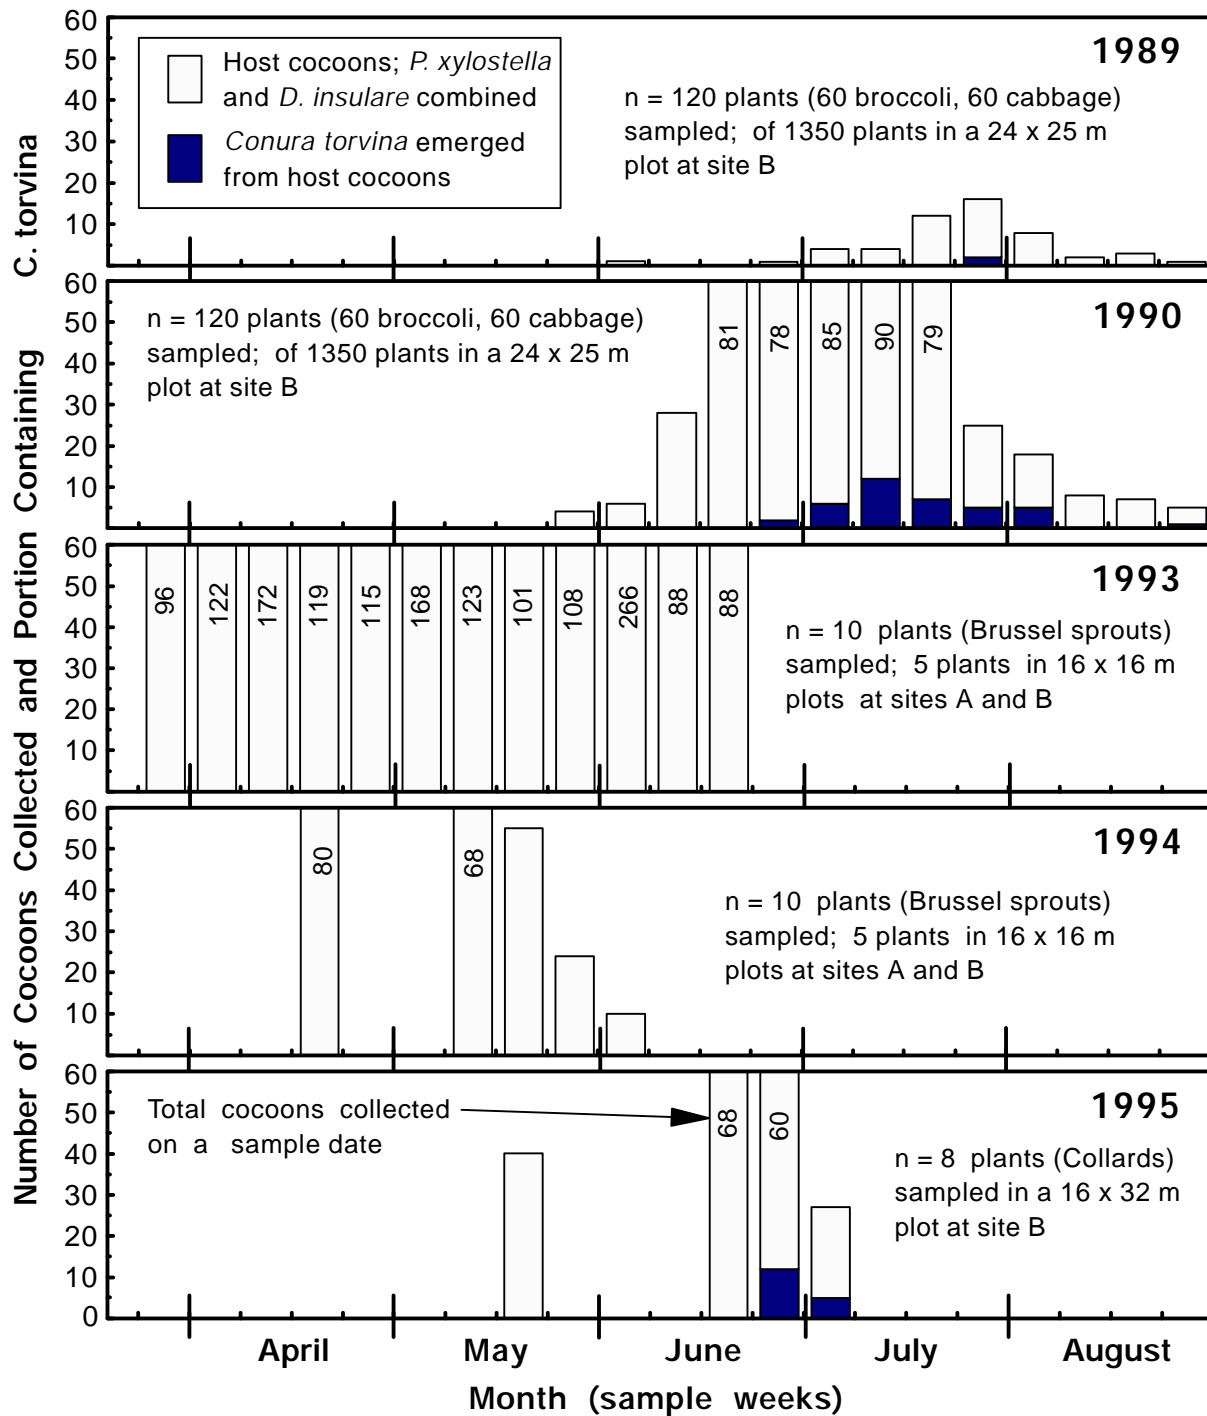 Number of Cocoons Collected and Portion Containing C. torvina
60
50
40
30
20
10
Host cocoons; P. xylostella
and D. insulare combined
Conura torvina emerged
from host cocoons
1989
n = 120 plants (60 broccoli, 60 cabbage)
sampled; of 1350 plants in a 24 x 25 m
plot at site B
60
50
40
30
20
10
n = 120 plants (60 broccoli, 60 cabbage)
sampled; of 1350 plants in a 24 x 25 m
plot at site B
81
78
85
90
79
1990
60
50
40
30
20
10
96
122
172
119
115
168
123
101
108
266
88
88
1993
n = 10 plants (Brussel sprouts)
sampled; 5 plants in 16 x 16 m
plots at sites A and B
60
50
40
30
20
10
80
68
1994
n = 10 plants (Brussel sprouts)
sampled; 5 plants in 16 x 16 m
plots at sites A and B
60
50
40
30
20
10
0
Total cocoons collected
on a sample date
68
60
1995
n = 8 plants (Collards)
sampled in a 16 x 32 m
plot at site B
April May June July August
Month (sample weeks)